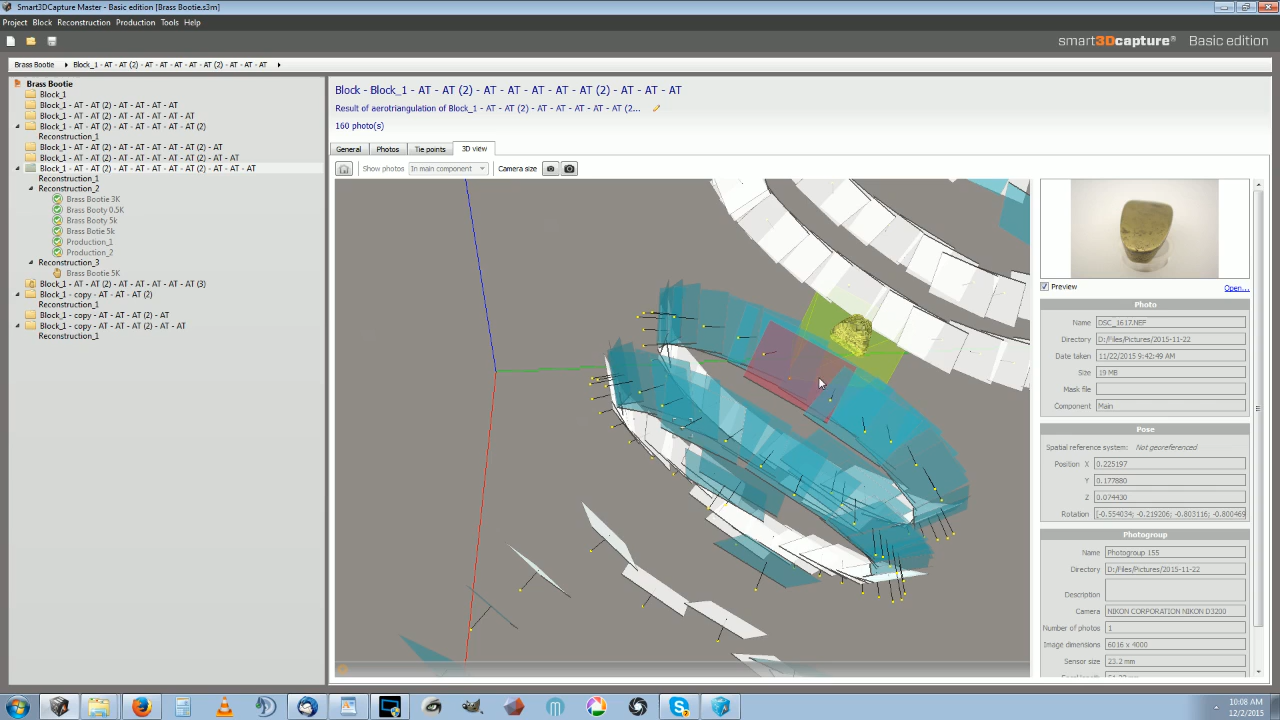 Smart3DCapture Master - Basic edition [Brass Bootie.s3m]
Project Block Reconstruction Production Tools Help
smart3Dcapture® Basic edition
Brass Bootie Block_1 - AT - AT (2) - AT - AT - AT - AT (2) - AT - AT - AT
Brass Bootie
Block_1
Block_1 - AT - AT (2) - AT - AT - AT - AT
Block_1 - AT - AT (2) - AT - AT - AT - AT - AT
Block_1 - AT - AT (2) - AT - AT - AT - AT (2)
Reconstruction_1
Block_1 - AT - AT (2) - AT - AT - AT - AT (2) - AT
Block_1 - AT - AT (2) - AT - AT - AT - AT (2) - AT - AT
Block_1 - AT - AT (2) - AT - AT - AT - AT (2) - AT - AT - AT
Reconstruction_1
Reconstruction_2
Brass Bootie 3K
Brass Booty 0.5K
Brass Booty 5k
Brass Botie 5k
Production_1
Production_2
Reconstruction_3
Brass Bootie 5K
Block_1 - AT - AT (2) - AT - AT - AT - AT (3)
Block_1 - copy - AT - AT - AT (2)
Reconstruction_1
Block_1 - copy - AT - AT - AT (2) - AT
Block_1 - copy - AT - AT - AT (2) - AT - AT
Reconstruction_1
Block - Block_1 - AT - AT (2) - AT - AT - AT - AT (2) - AT - AT - AT
Result of aerotriangulation of Block_1 - AT - AT (2) - AT - AT - AT - AT (2...
160 photo(s)
General Photos Tie points 3D view
Show photos In main component Camera size
Preview Open...
Photo
Name DSC_1617.NEF
Directory D:/Files/Pictures/2015-11-22
Date taken 11/22/2015 9:42:49 AM
Size 19 MB
Mask file
Component Main
Pose
Spatial reference system: Not georeferenced
Position X 0.225197
Y 0.177880
Z 0.074430
Rotation [-0.554034; -0.219206; -0.803116; -0.800469
Photogroup
Name Photogroup 155
Directory D:/Files/Pictures/2015-11-22
Description
Camera NIKON CORPORATION NIKON D3200
Number of photos 1
Image dimensions 6016 x 4000
Sensor size 23.2 mm
10:08 AM
12/2/2015